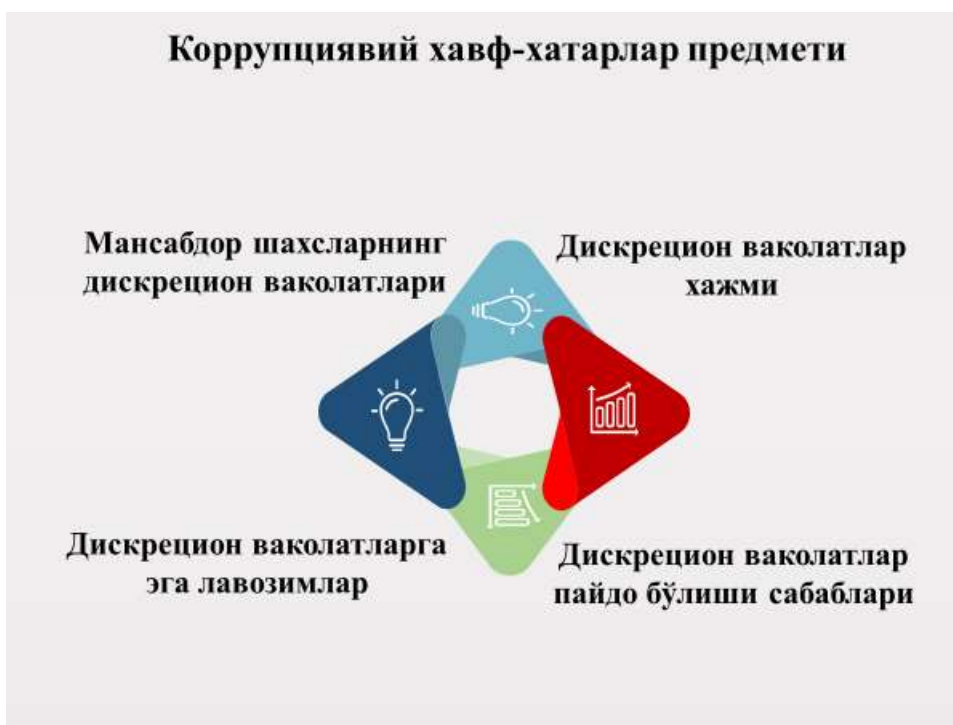 Коррупциявий хавф-хатарлар предмети
Мансабдор шахсларнинг
дискрецион ваколатлари
Дискрецион ваколатлар
хажми
Дискрецион ваколатларга
эга лавозимлар
Дискрецион ваколатлар
пайдо бўлиши сабаблари